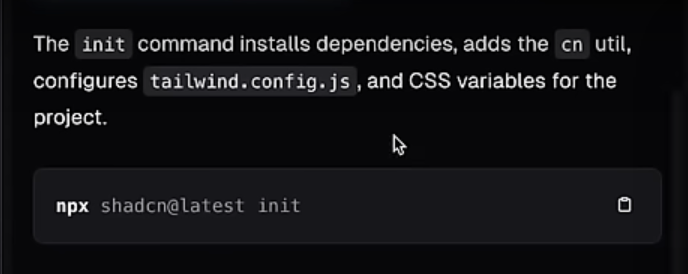 The init command installs dependencies, adds the cn util,
configures tailwind.config.js, and CSS variables for the
project.
npx shadcn@latest init